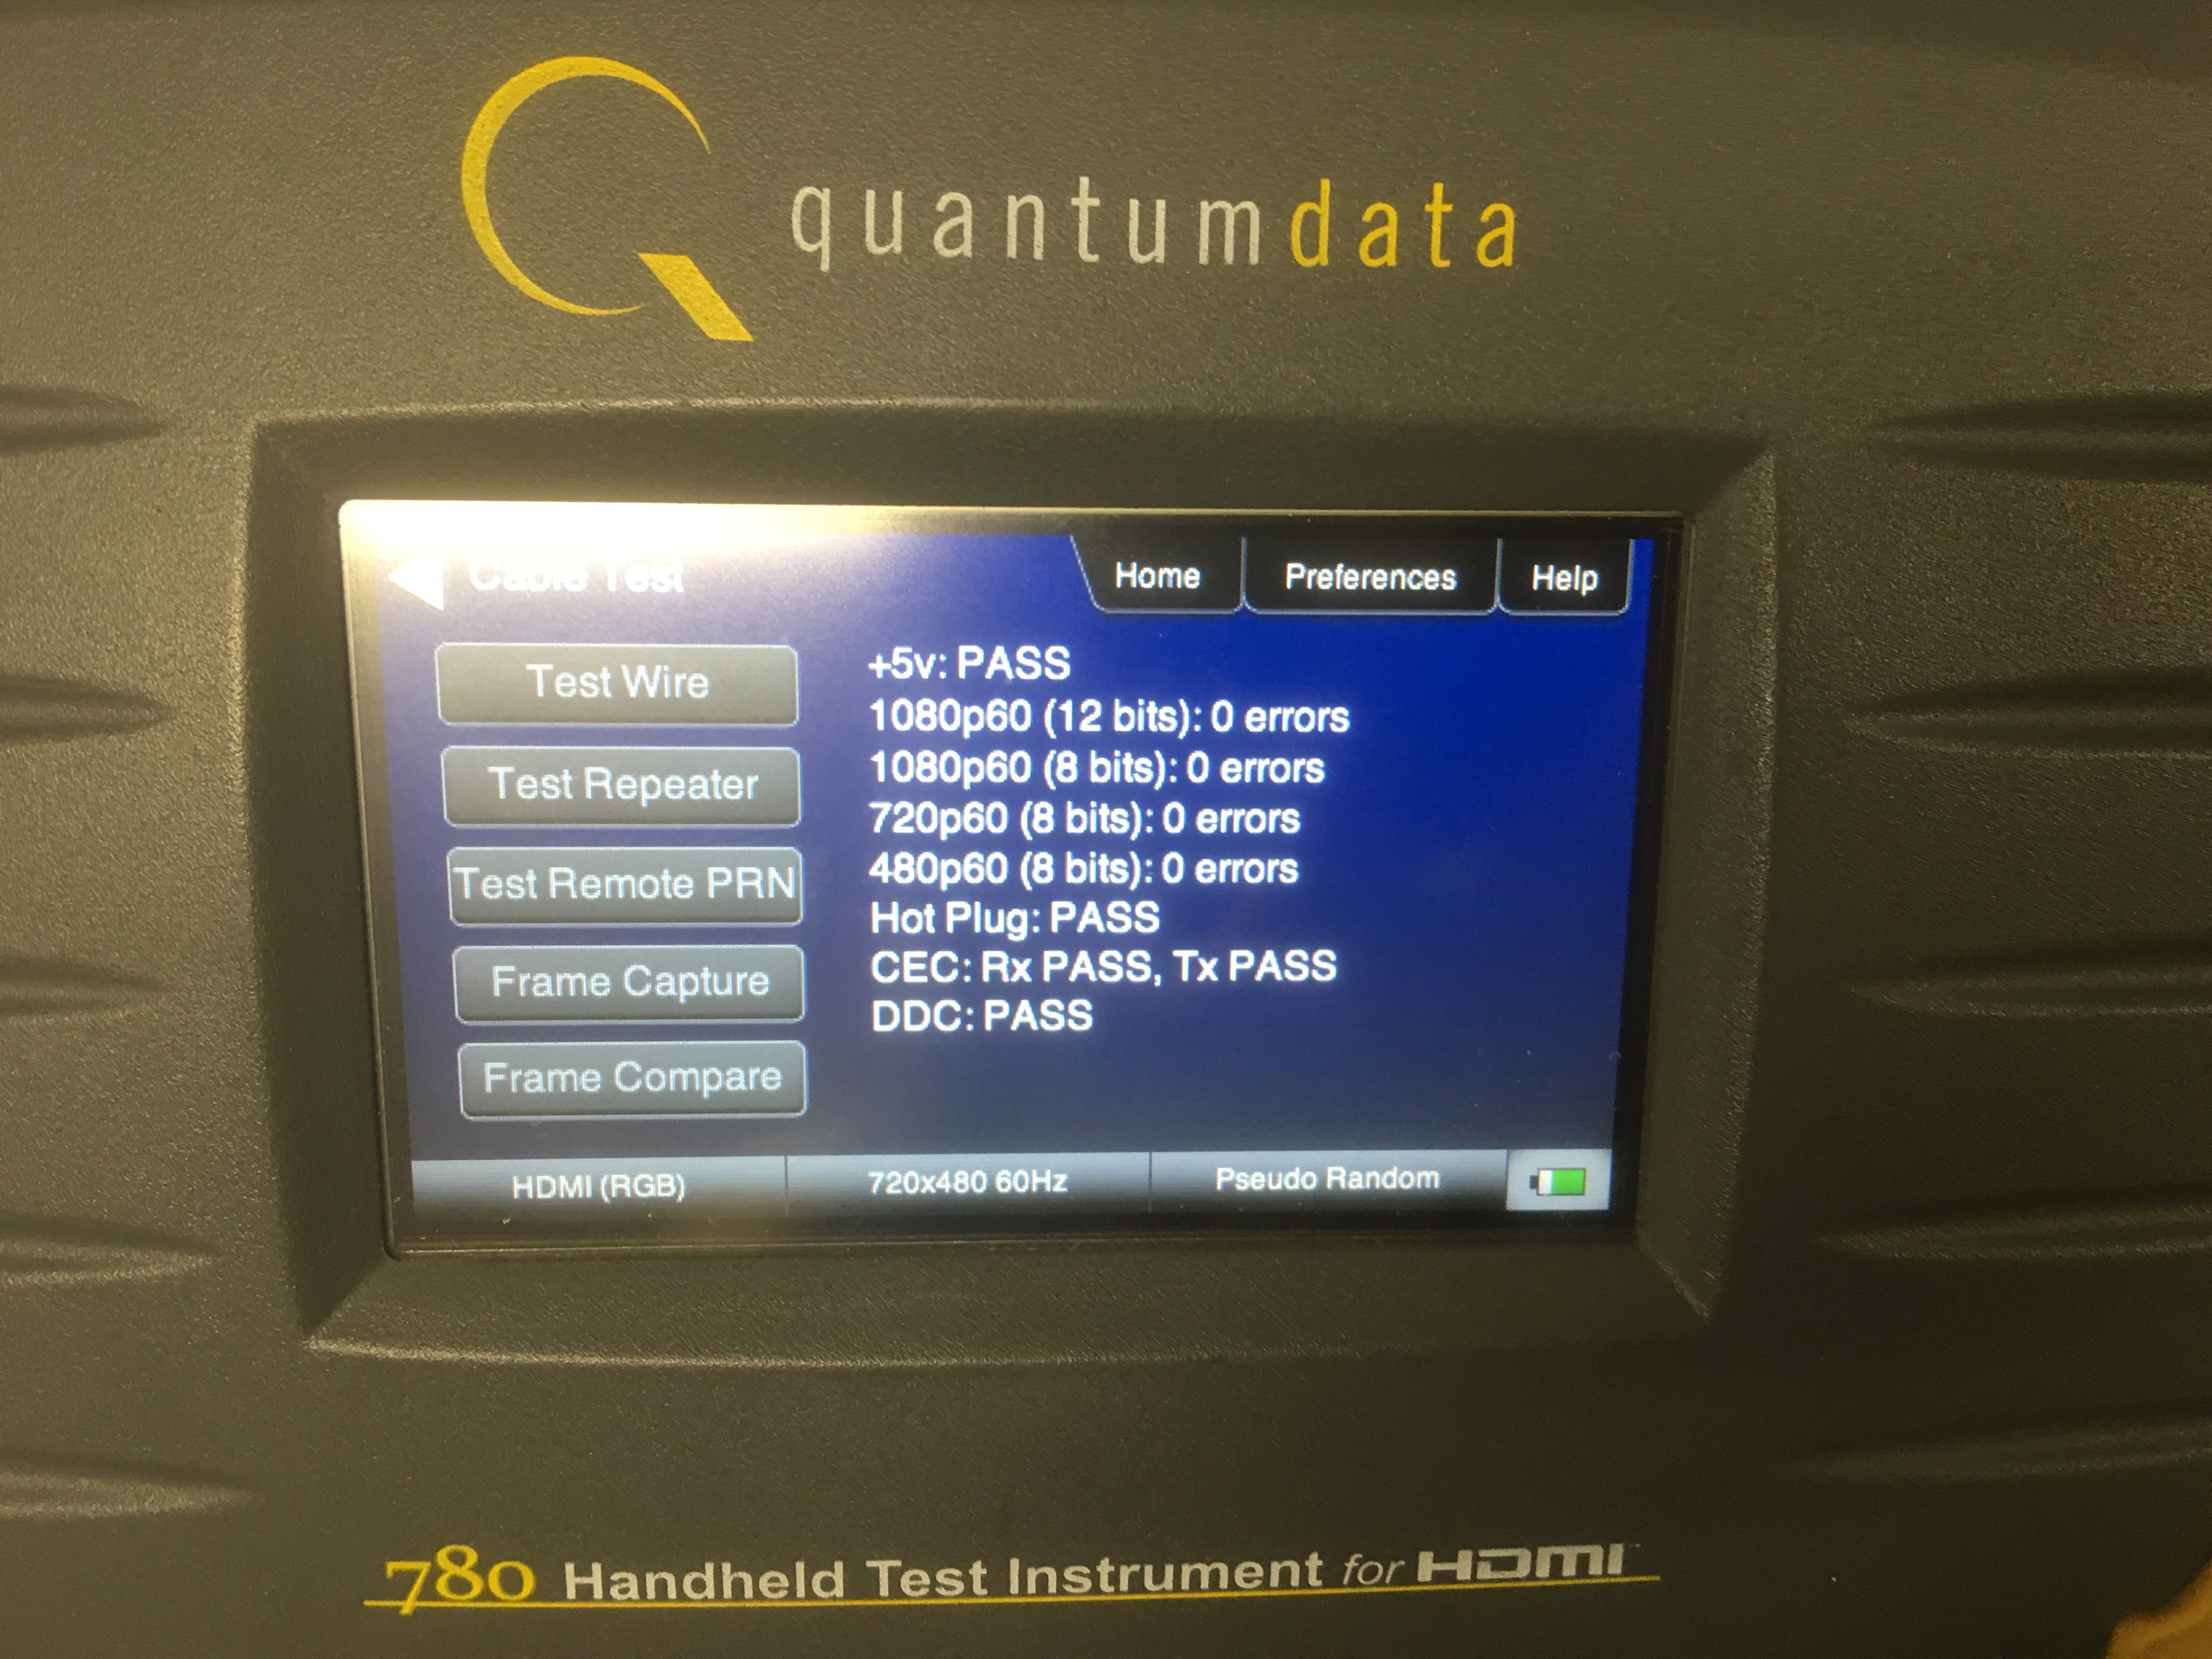 quantumdata
Cable Test
Home
Preferences
Help
Test Wire
Test Repeater
Test Remote PRN
Frame Capture
Frame Compare
+5v: PASS
1080p60 (12 bits): 0 errors
1080p60 (8 bits): 0 errors
720p60 (8 bits): 0 errors
480p60 (8 bits): 0 errors
Hot Plug: PASS
CEC: Rx PASS, Tx PASS
DDC: PASS
HDMI (RGB)
720x480 60Hz
Pseudo Random
780 Handheld Test Instrument for HDMI